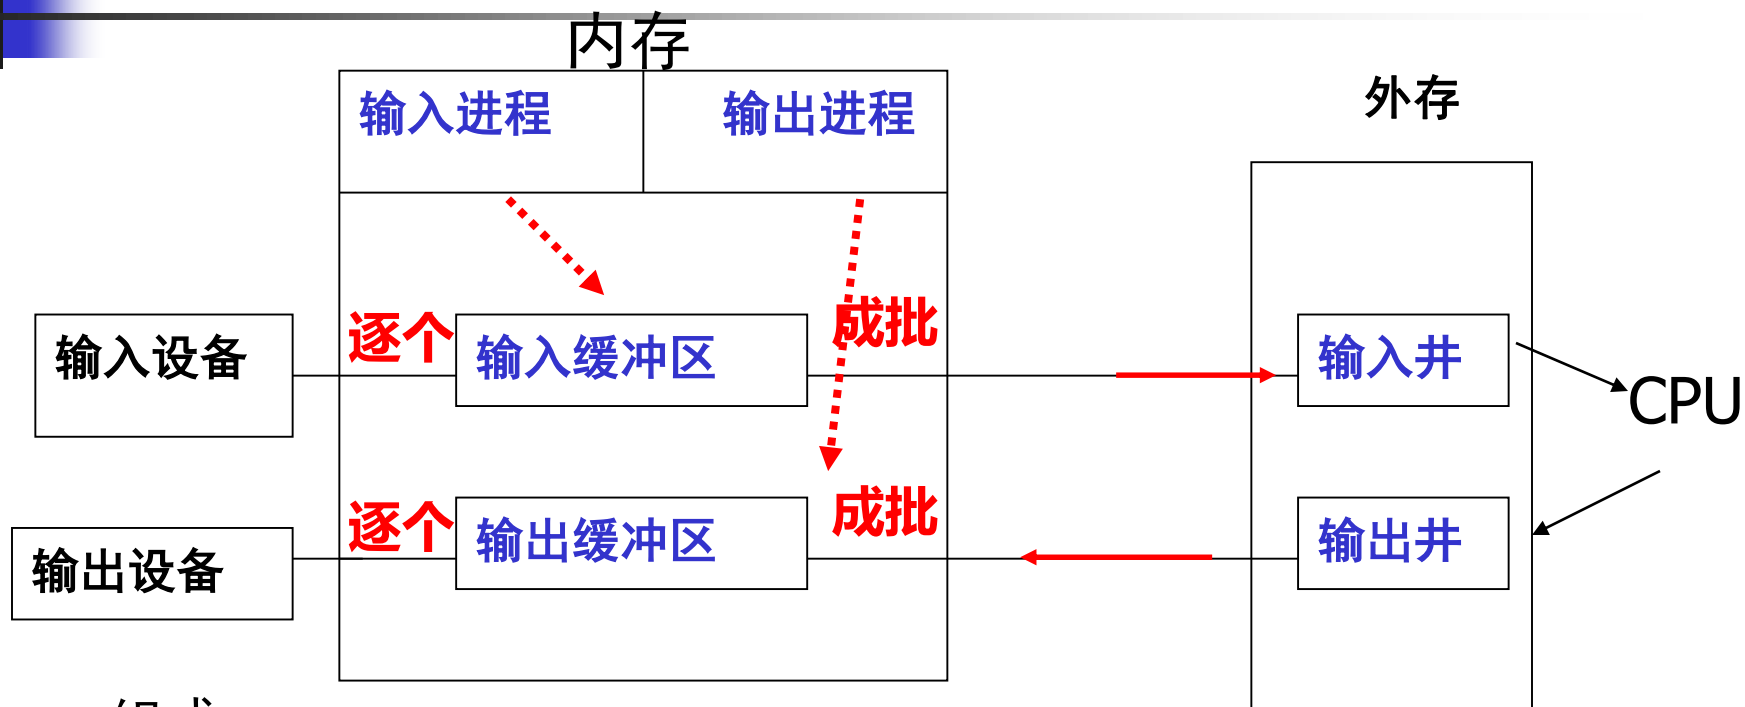 内存
外存
输入进程
输出进程
逐个
成批
输入设备
输入缓冲区
输入井
CPU
逐个
成批
输出设备
输出缓冲区
输出井